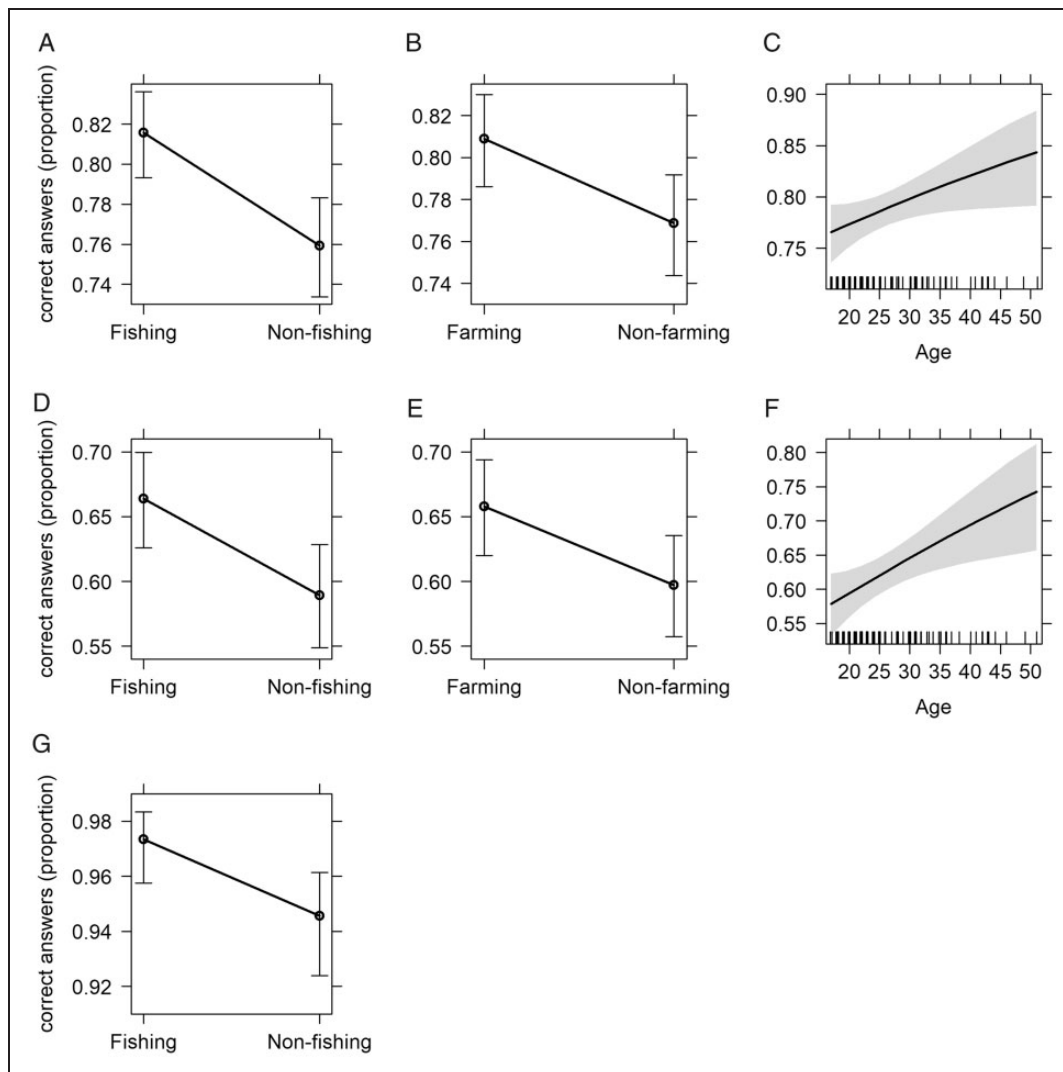 A
correct answers (proportion)
0.82
0.80
0.78
0.76
0.74
Fishing Non-fishing
B
0.82
0.80
0.78
0.76
0.74
Farming Non-farming
C
0.90
0.85
0.80
0.75
20 25 30 35 40 45 50
Age
D
correct answers (proportion)
0.70
0.65
0.60
0.55
Fishing Non-fishing
E
0.70
0.65
0.60
0.55
Farming Non-farming
F
0.80
0.75
0.70
0.65
0.60
0.55
20 25 30 35 40 45 50
Age
G
correct answers (proportion)
0.98
0.96
0.94
0.92
Fishing Non-fishing